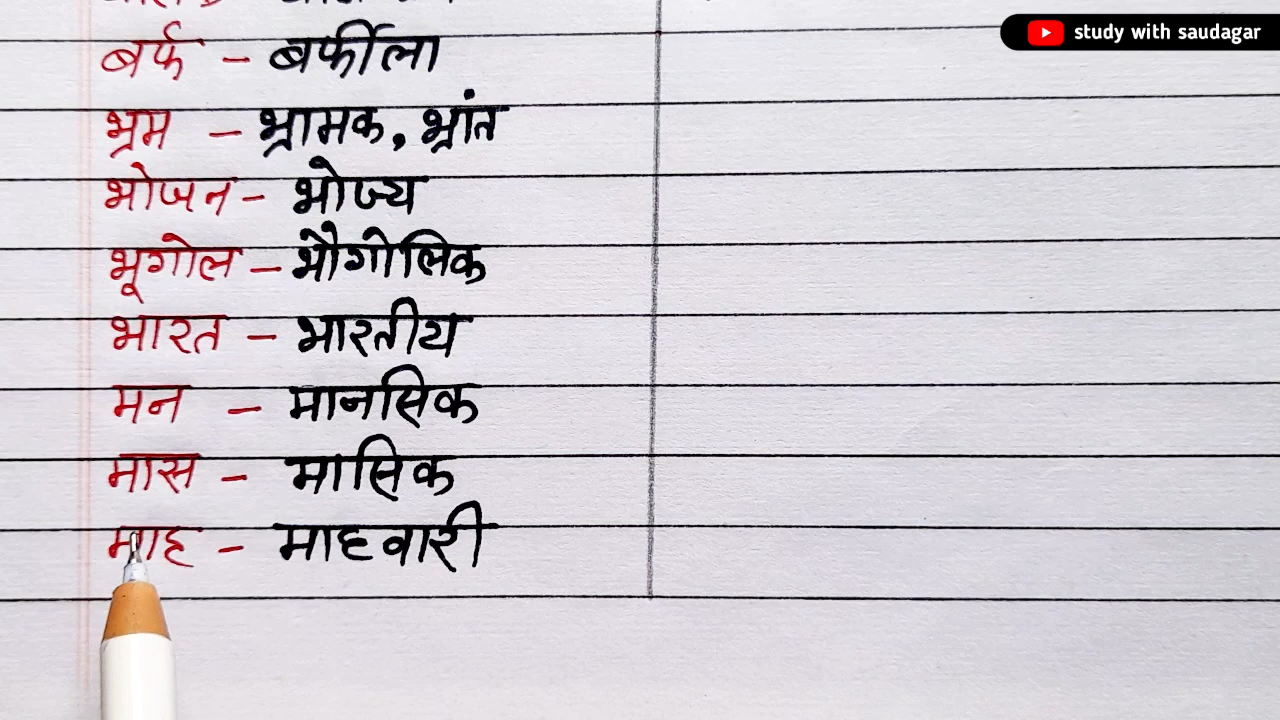 study with saudagar
बर्फ - बर्फीला
भ्रम - भ्रामक, भ्रांत
भोजन - भोज्य
भूगोल - भौगोलिक
भारत - भारतीय
मन - मानसिक
मास - मासिक
माह - माहवारी